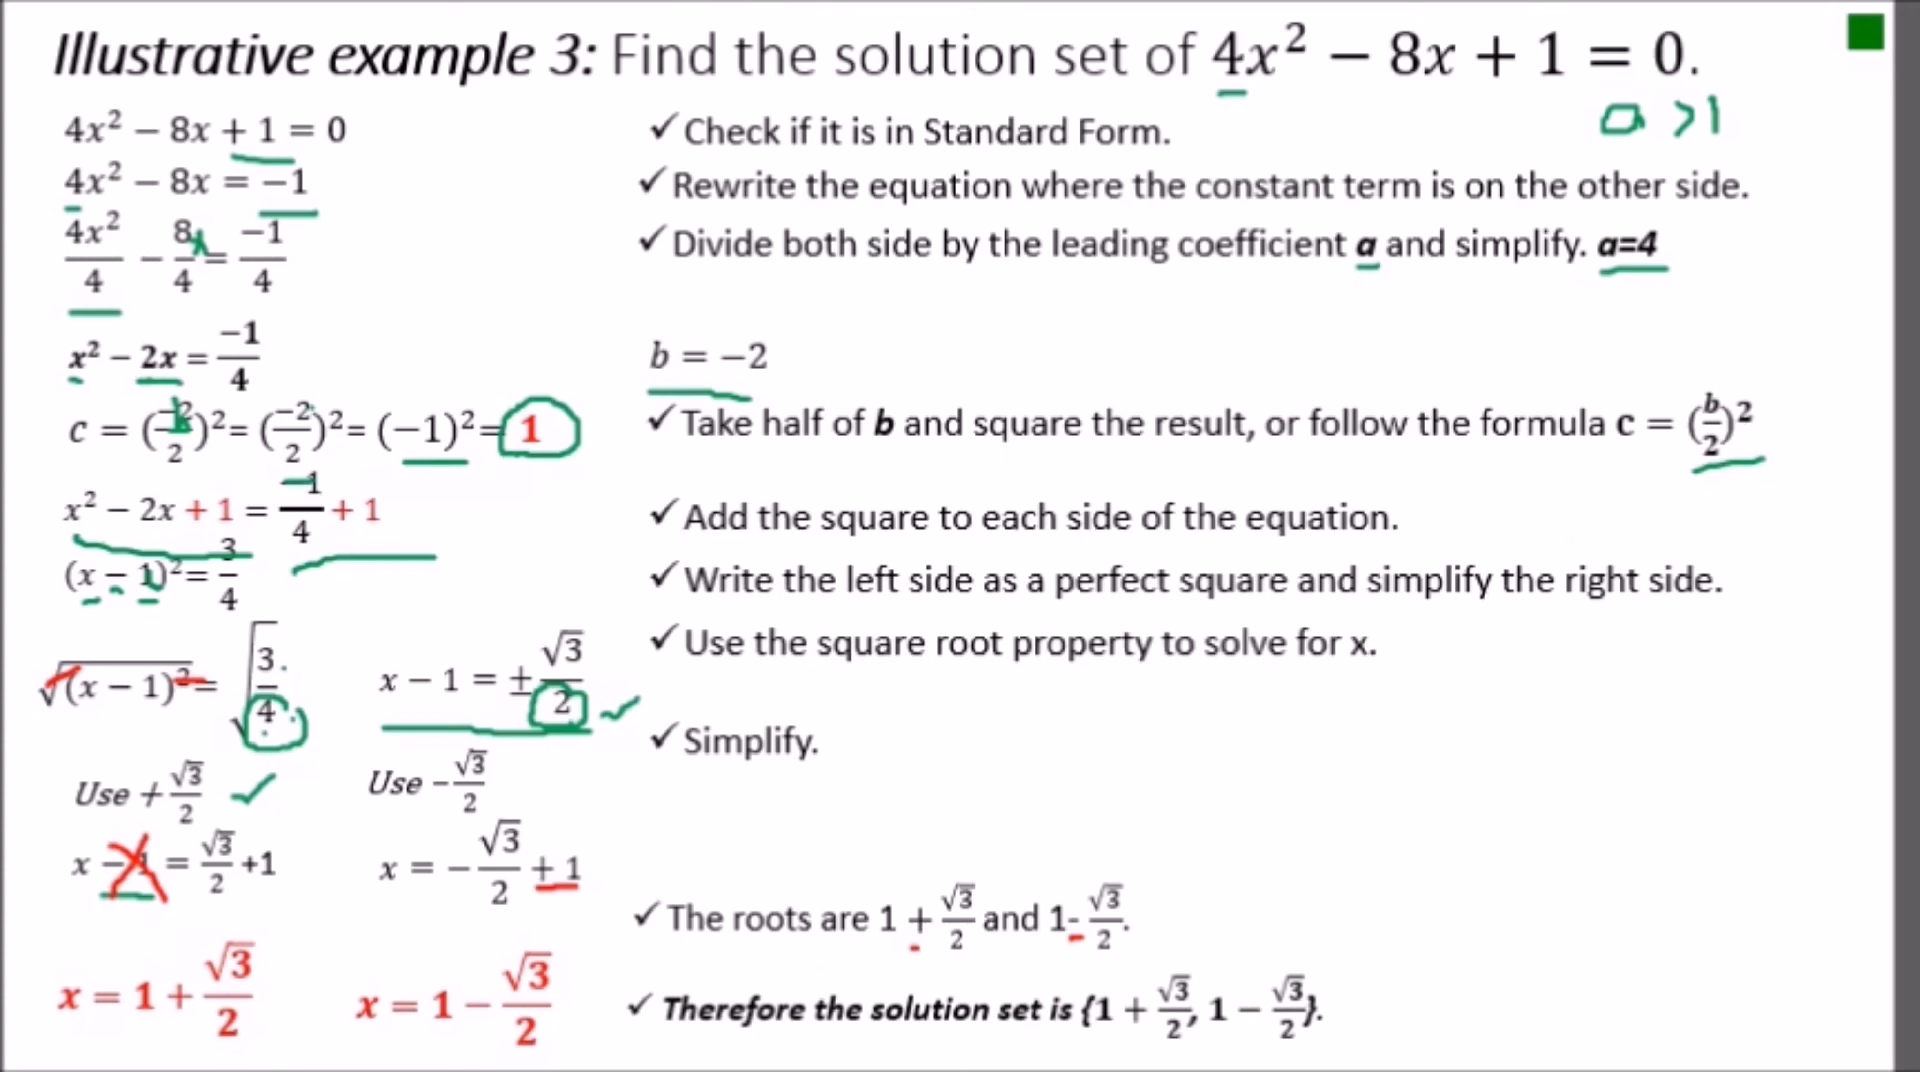 Illustrative example 3: Find the solution set of 4x² − 8x + 1 = 0.
a > 1
4x² − 8x + 1 = 0
✓ Check if it is in Standard Form.
4x² − 8x = −1
✓ Rewrite the equation where the constant term is on the other side.
4x²/4 − 8x/4 = −1/4
✓ Divide both side by the leading coefficient a and simplify. a=4
x² − 2x = −1/4
b = −2
c = (−2/2)²= (−2/2)²= (−1)²= 1
✓ Take half of b and square the result, or follow the formula c = (b/2)²
x² − 2x + 1 = −1/4 + 1
✓ Add the square to each side of the equation.
(x − 1)²= 3/4
✓ Write the left side as a perfect square and simplify the right side.
√(x − 1)² = √3/4
x − 1 = ±√3/2
✓ Use the square root property to solve for x.
✓ Simplify.
Use +√3/2 ✓
Use −√3/2
x − 1 = √3/2 +1
x = −√3/2 + 1
✓ The roots are 1 + √3/2 and 1- √3/2.
x = 1 + √3/2
x = 1 − √3/2
✓ Therefore the solution set is {1 + √3/2, 1 − √3/2}.